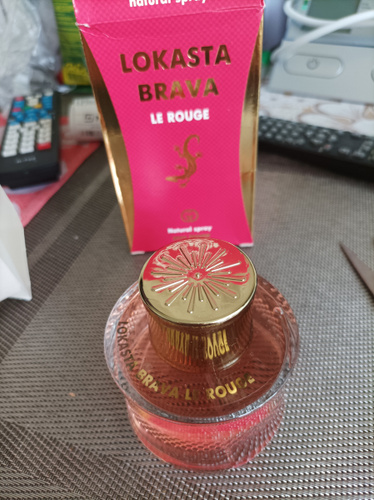 natural spray
LOKASTA
BRAVA
LE ROUGE
Natural spray
LOKASTA BRAVA LE ROUGE